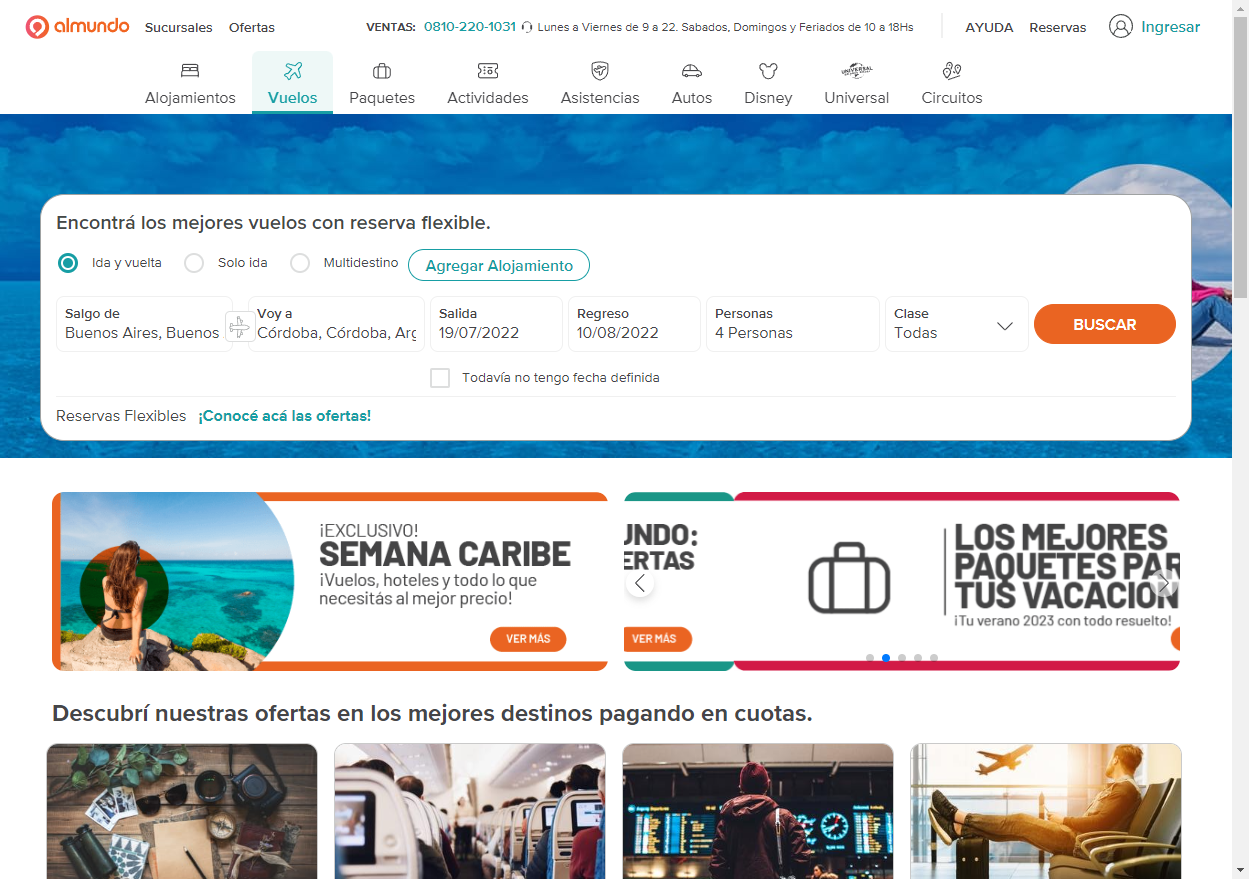 almundo
Sucursales Ofertas
VENTAS: 0810-220-1031 Lunes a Viernes de 9 a 22. Sabados, Domingos y Feriados de 10 a 18Hs
AYUDA Reservas Ingresar
Alojamientos Vuelos Paquetes Actividades Asistencias Autos Disney Universal Circuitos
UNIVERSAL
Encontrá los mejores vuelos con reserva flexible.
Ida y vuelta Solo ida Multidestino Agregar Alojamiento
Salgo de Voy a Salida Regreso Personas Clase
Buenos Aires, Buenos Córdoba, Córdoba, Arg 19/07/2022 10/08/2022 4 Personas Todas
BUSCAR
Todavía no tengo fecha definida
Reservas Flexibles ¡Conocé acá las ofertas!
¡EXCLUSIVO!
SEMANA CARIBE
¡Vuelos, hoteles y todo lo que
necesitás al mejor precio!
VER MÁS
UNDO:
ERTAS
VER MÁS
LOS MEJORES
PAQUETES PAR
TUS VACACION
¡Tu verano 2023 con todo resuelto!
Descubrí nuestras ofertas en los mejores destinos pagando en cuotas.